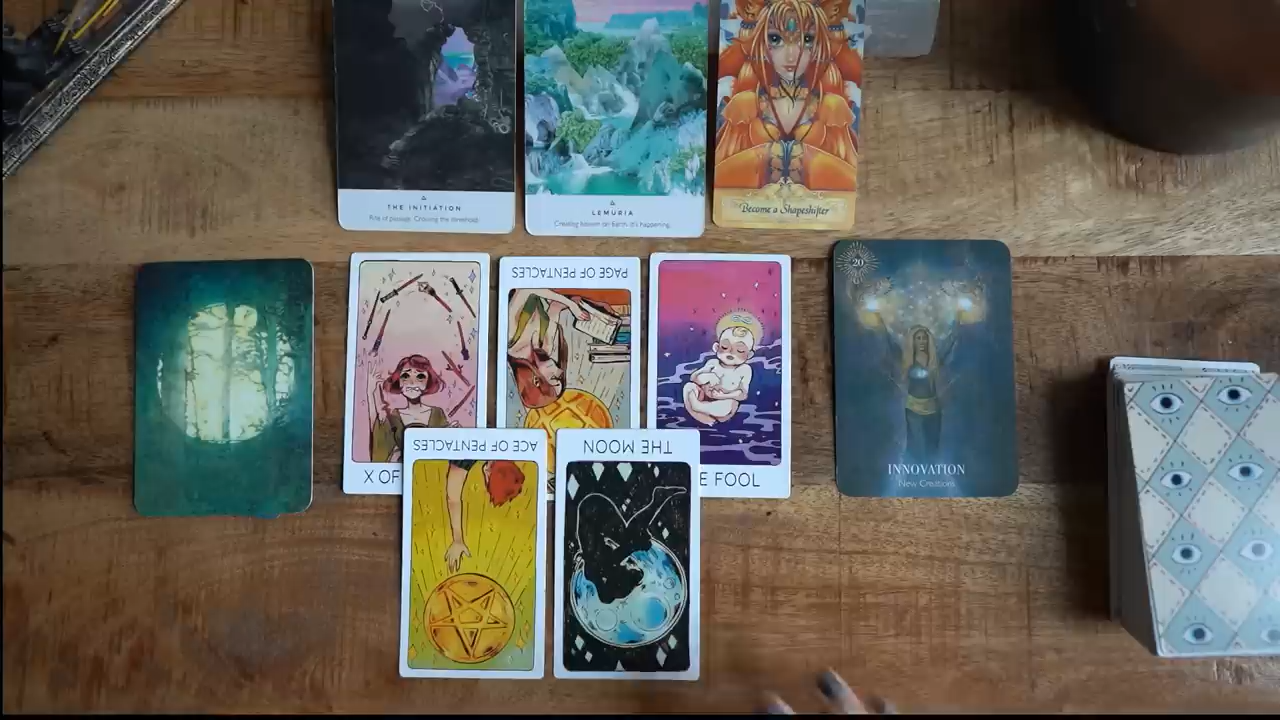 THE INITIATION
Rite of passage. Crossing the threshold.
LEMURIA
Creating heaven on Earth. It's happening.
Become a Shapeshifter
20
INNOVATION
New Creations
X OF
PAGE OF PENTACLES
E FOOL
ACE OF PENTACLES
THE MOON